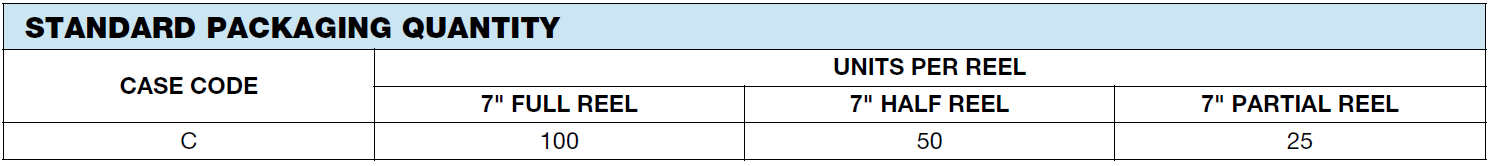 STANDARD PACKAGING QUANTITY
CASE CODE
UNITS PER REEL
7" FULL REEL 7" HALF REEL 7" PARTIAL REEL
C 100 50 25